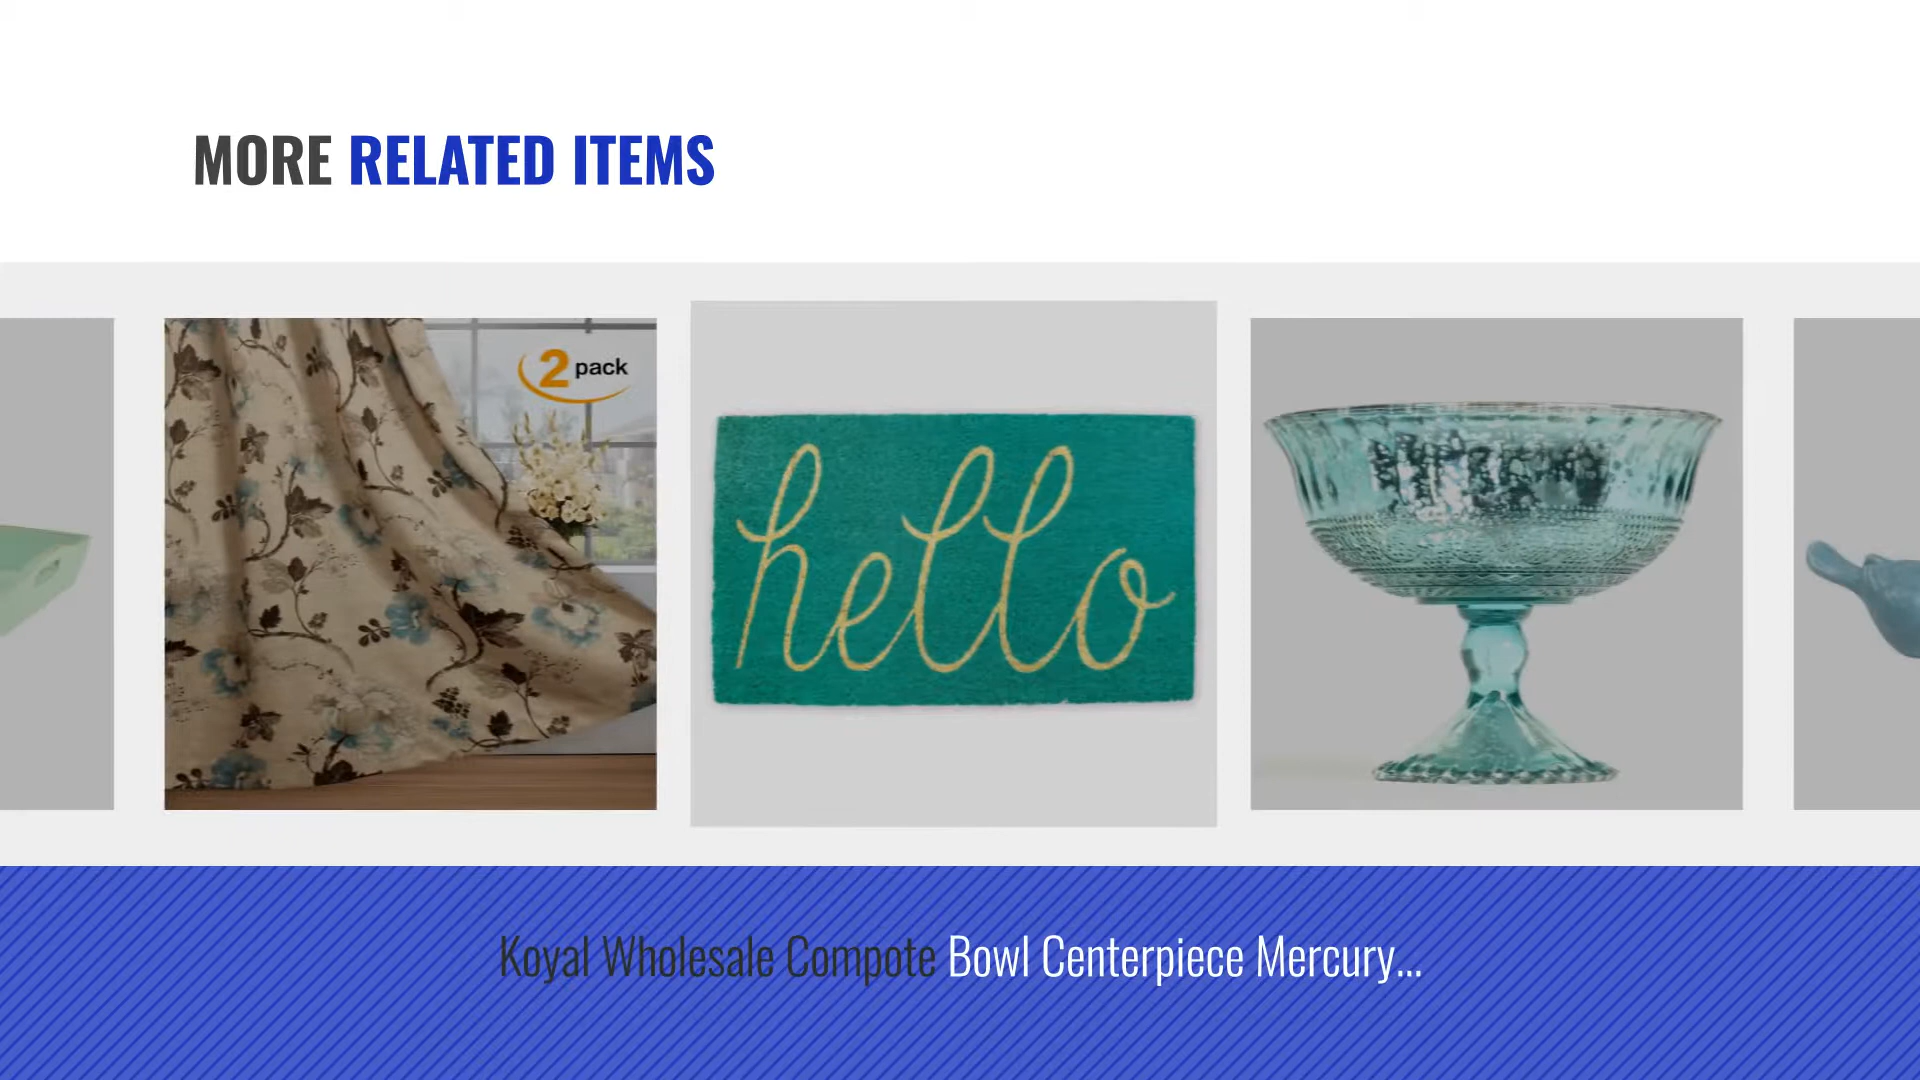 MORE RELATED ITEMS
2 pack
hello
Koyal Wholesale Compote Bowl Centerpiece Mercury...